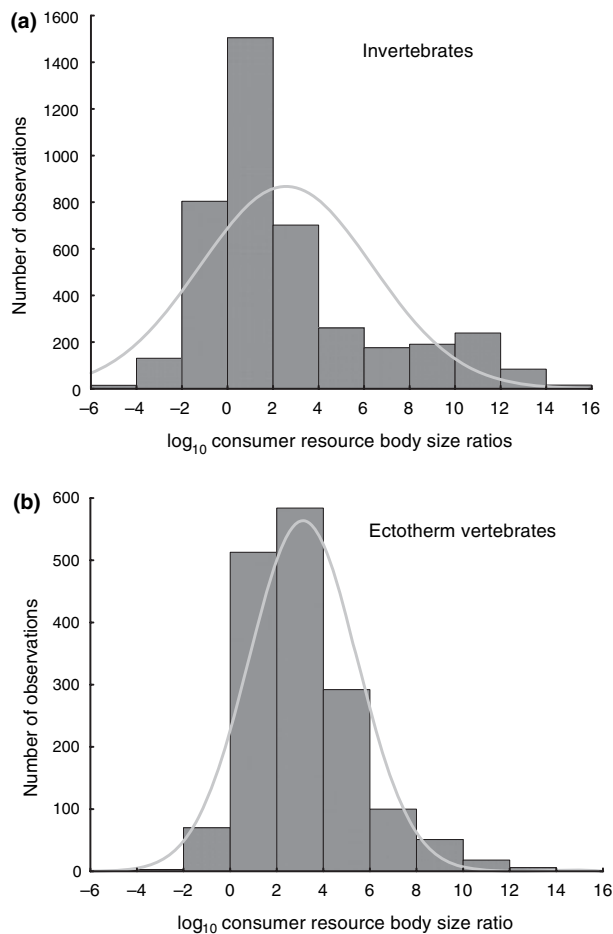 (a)
Invertebrates
Number of observations
1600
1400
1200
1000
800
600
400
200
0
−6 −4 −2 0 2 4 6 8 10 12 14 16
log10 consumer resource body size ratios
(b)
Ectotherm vertebrates
Number of observations
600
500
400
300
200
100
0
−6 −4 −2 0 2 4 6 8 10 12 14 16
log10 consumer resource body size ratio